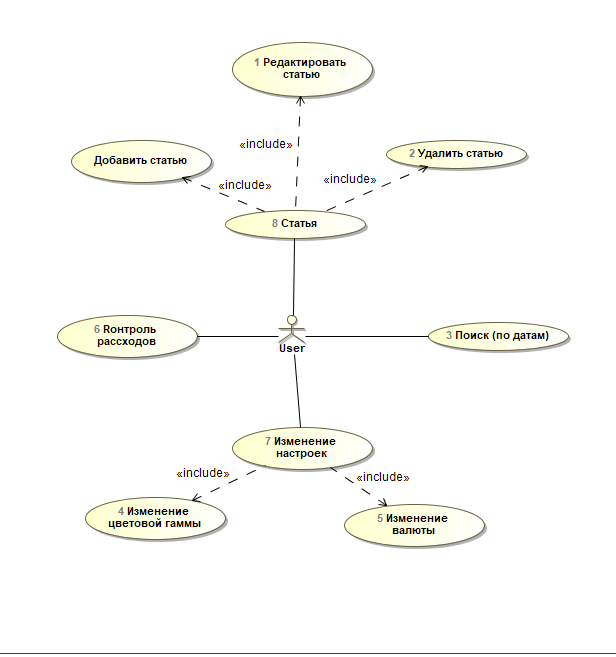 1 Редактировать
статью
«include»
Добавить статью
2 Удалить статью
«include»
«include»
8 Статья
6 Контроль
рассходов
User
3 Поиск (по датам)
7 Изменение
настроек
«include»
«include»
4 Изменение
цветовой гаммы
5 Изменение
валюты